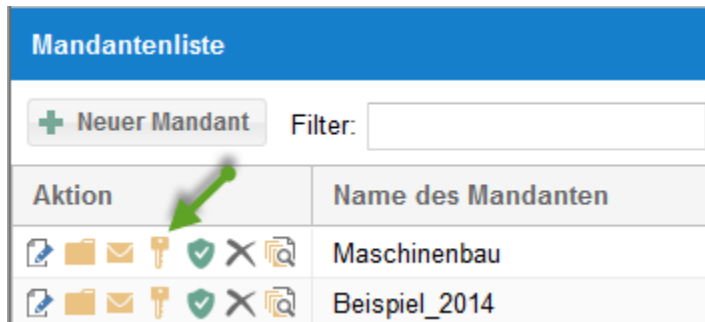 Mandantenliste
Neuer Mandant Filter:
Aktion Name des Mandanten
Maschinenbau
Beispiel_2014